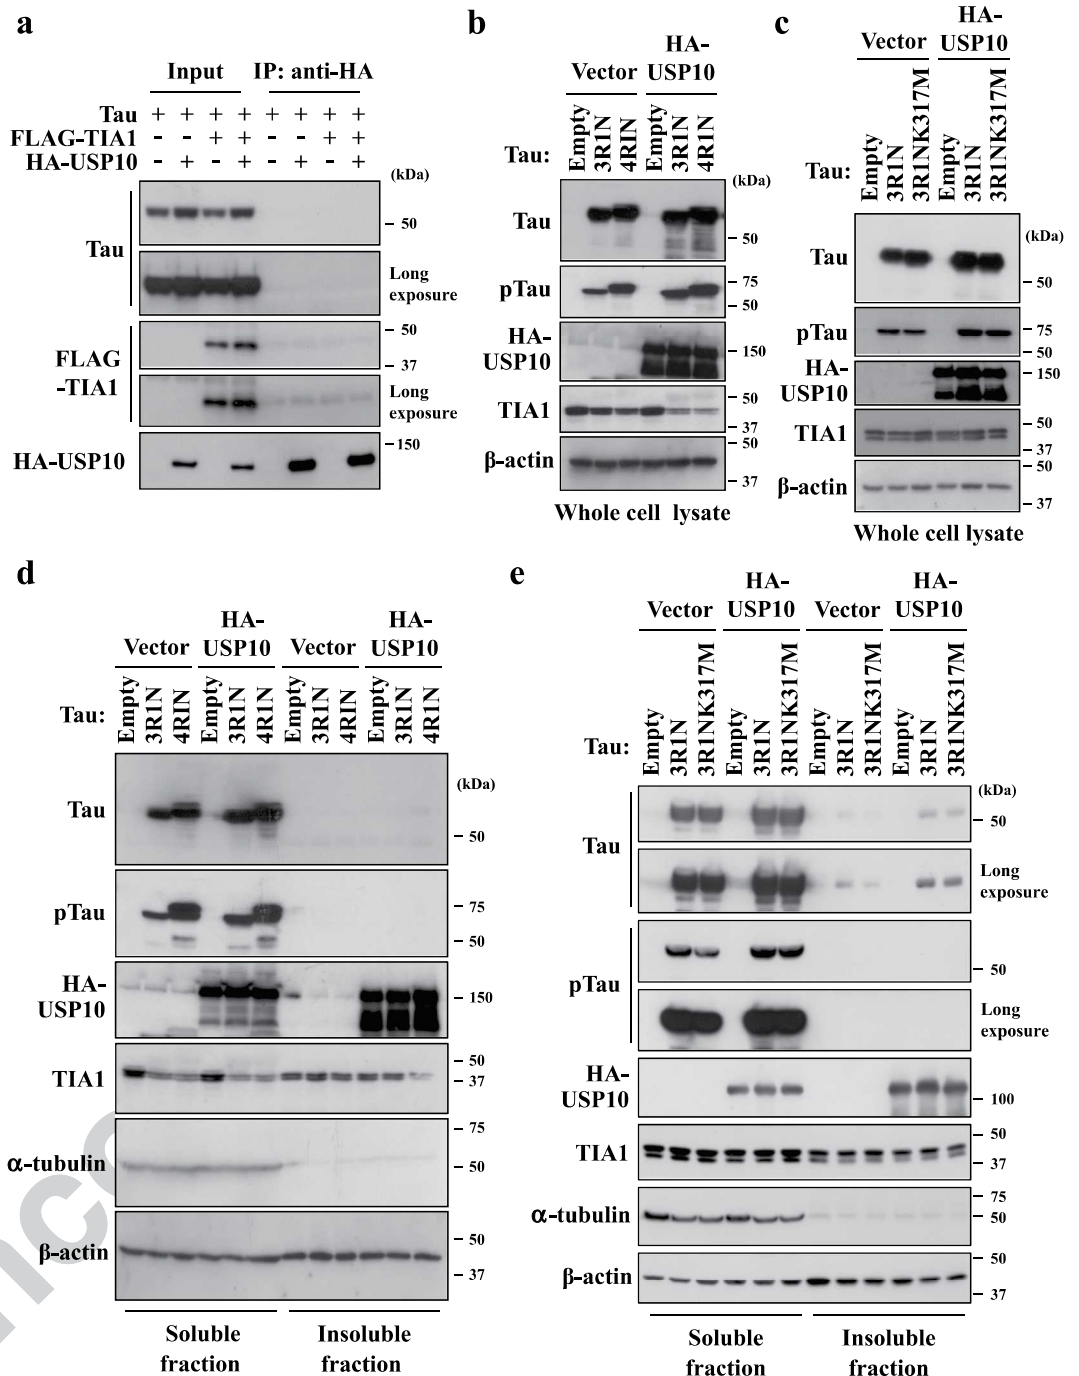 a
Input IP: anti-HA
Tau + + + + + + + +
FLAG-TIA1 - - + + - - + +
HA-USP10 - + - + - + - +
(kDa)
Tau
50
Long
exposure
FLAG
-TIA1
50
37
Long
exposure
HA-USP10
150
b
Vector
HA-
USP10
Tau:
Empty
3R1N
4RIN
Empty
3R1N
4R1N
(kDa)
Tau
50
pTau
75
50
HA-
USP10
150
TIA1
50
37
β-actin
50
37
Whole cell lysate
c
Vector
HA-
USP10
Tau:
Empty
3R1N
3R1NK317M
Empty
3R1N
3R1NK317M
(kDa)
Tau
50
pTau
75
50
HA-
USP10
150
TIA1
50
37
β-actin
50
37
Whole cell lysate
d
Vector
HA-
USP10
Vector
HA-
USP10
Tau:
Empty
3R1N
4RIN
Empty
3R1N
4R1N
Empty
3R1N
4RIN
Empty
3R1N
4R1N
(kDa)
Tau
50
pTau
75
50
HA-
USP10
150
TIA1
50
37
α-tubulin
75
50
β-actin
50
37
Soluble
fraction
Insoluble
fraction
e
Vector
HA-
USP10
Vector
HA-
USP10
Tau:
Empty
3R1N
3R1NK317M
Empty
3R1N
3R1NK317M
Empty
3R1N
3R1NK317M
Empty
3R1N
3R1NK317M
(kDa)
Tau
50
Long
exposure
pTau
50
Long
exposure
HA-
USP10
100
TIA1
50
37
α-tubulin
75
50
β-actin
50
37
Soluble
fraction
Insoluble
fraction